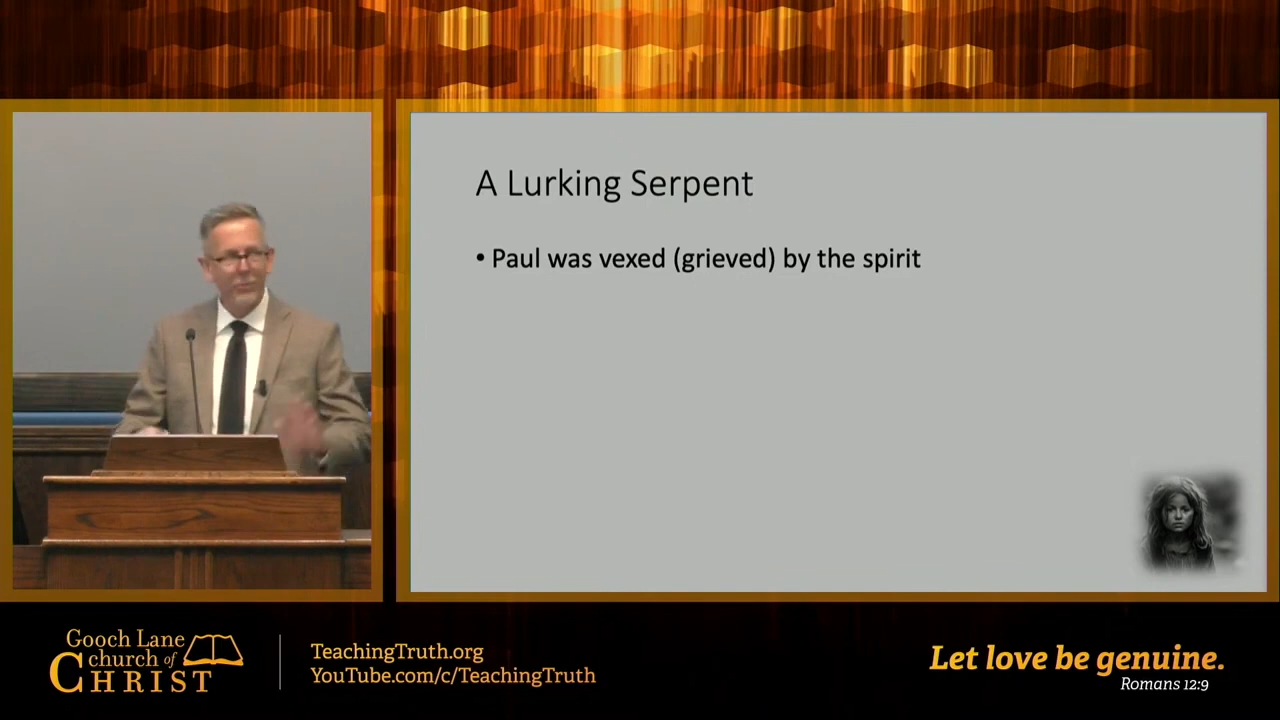 A Lurking Serpent
• Paul was vexed (grieved) by the spirit
Gooch Lane
church of
CHRIST
TeachingTruth.org
YouTube.com/c/TeachingTruth
Let love be genuine.
Romans 12:9